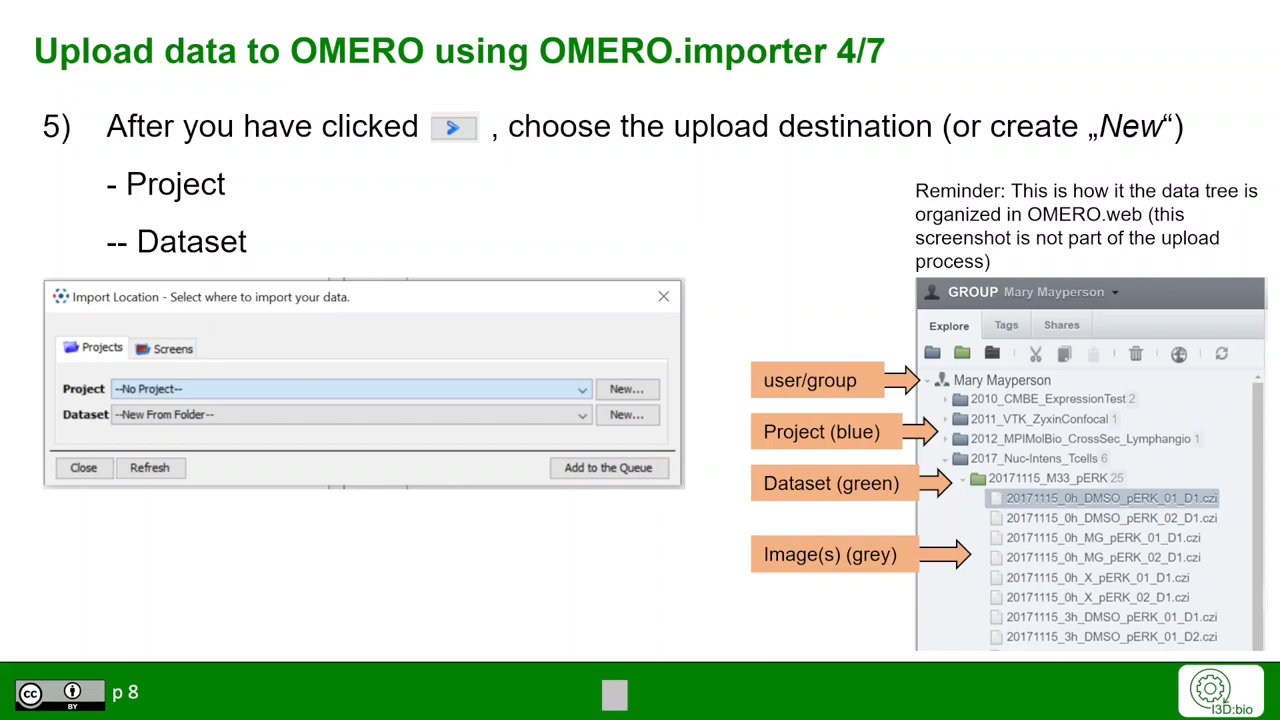 Upload data to OMERO using OMERO.importer 4/7
5) After you have clicked , choose the upload destination (or create „New“)
- Project
-- Dataset
Reminder: This is how it the data tree is
organized in OMERO.web (this
screenshot is not part of the upload
process)
Import Location - Select where to import your data.
Projects Screens
Project --No Project-- New...
Dataset --New From Folder-- New...
Close Refresh Add to the Queue
user/group
Project (blue)
Dataset (green)
Image(s) (grey)
GROUP Mary Mayperson
Explore Tags Shares
Mary Mayperson
2010_CMBE_ExpressionTest 2
2011_VTK_ZyxinConfocal 1
2012_MPIMolBio_CrossSec_Lymphangio 1
2017_Nuc-Intens_Tcells 6
20171115_M33_pERK 25
20171115_0h_DMSO_pERK_01_D1.czi
20171115_0h_DMSO_pERK_02_D1.czi
20171115_0h_MG_pERK_01_D1.czi
20171115_0h_MG_pERK_02_D1.czi
20171115_0h_X_pERK_01_D1.czi
20171115_0h_X_pERK_02_D1.czi
20171115_3h_DMSO_pERK_01_D1.czi
20171115_3h_DMSO_pERK_01_D2.czi
cc BY
p 8
I3D:bio